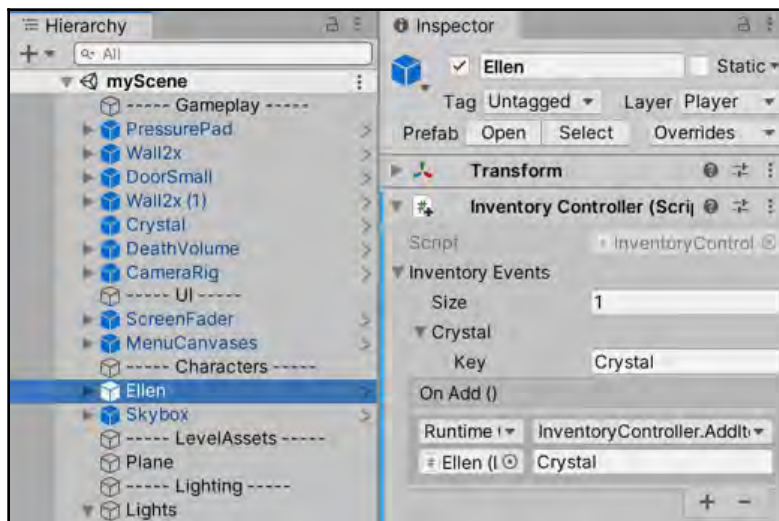 Hierarchy
All
myScene
----- Gameplay -----
PressurePad
Wall2x
DoorSmall
Wall2x (1)
Crystal
DeathVolume
CameraRig
----- UI -----
ScreenFader
MenuCanvases
----- Characters -----
Ellen
Skybox
----- LevelAssets -----
Plane
----- Lighting -----
Lights
Inspector
Ellen Static
Tag Untagged Layer Player
Prefab Open Select Overrides
Transform
Inventory Controller (Scrip
Script InventoryControl
Inventory Events
Size 1
Crystal
Key Crystal
On Add ()
Runtime InventoryController.AddIt
Ellen (I Crystal
+ -